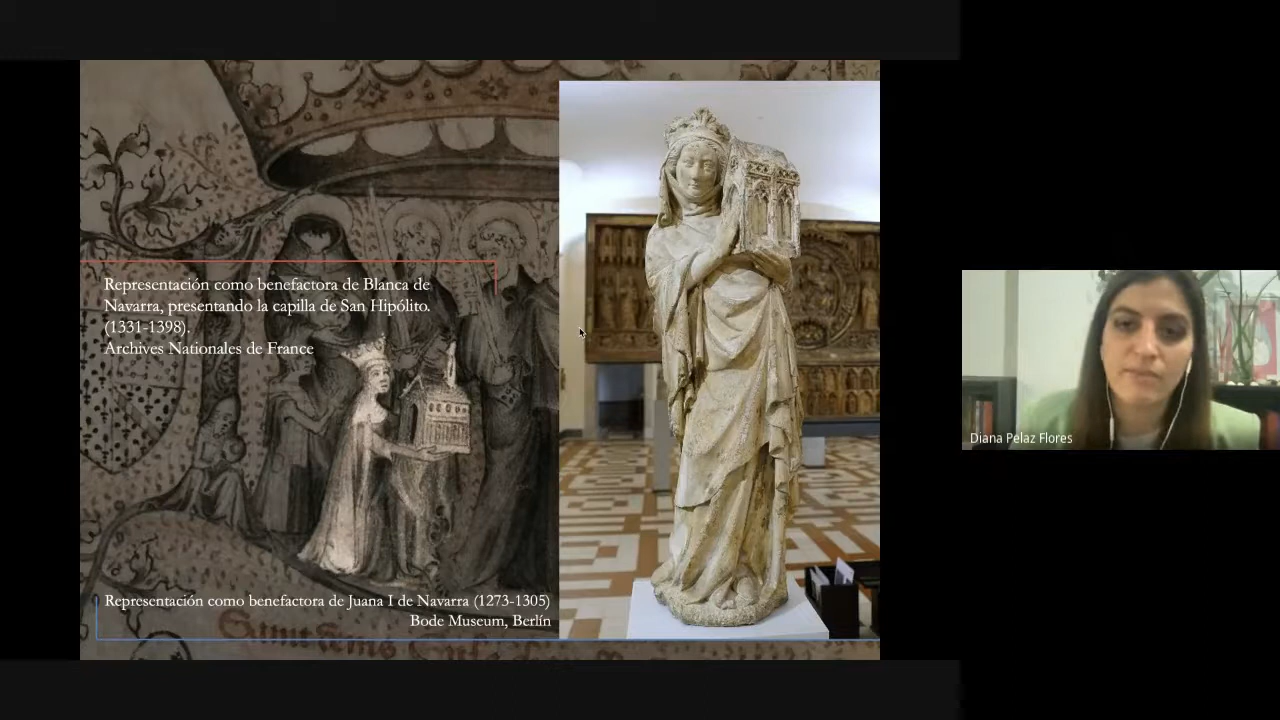 Representación como benefactora de Blanca de
Navarra, presentando la capilla de San Hipólito.
(1331-1398).
Archives Nationales de France
Representación como benefactora de Juana I de Navarra (1273-1305)
Bode Museum, Berlín
Diana Pelaz Flores